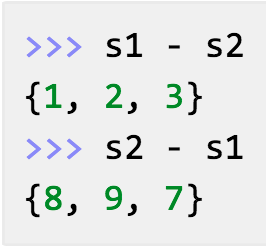 >>> s1 - s2
{1, 2, 3}
>>> s2 - s1
{8, 9, 7}